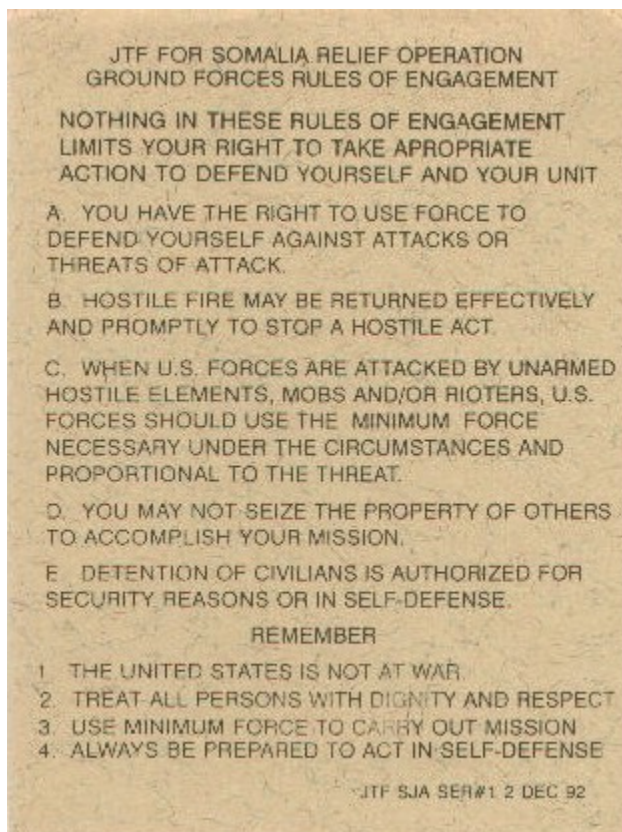 JTF FOR SOMALIA RELIEF OPERATION
GROUND FORCES RULES OF ENGAGEMENT
NOTHING IN THESE RULES OF ENGAGEMENT
LIMITS YOUR RIGHT TO TAKE APROPRIATE
ACTION TO DEFEND YOURSELF AND YOUR UNIT
A. YOU HAVE THE RIGHT TO USE FORCE TO
DEFEND YOURSELF AGAINST ATTACKS OR
THREATS OF ATTACK.
B. HOSTILE FIRE MAY BE RETURNED EFFECTIVELY
AND PROMPTLY TO STOP A HOSTILE ACT.
C. WHEN U.S. FORCES ARE ATTACKED BY UNARMED
HOSTILE ELEMENTS, MOBS AND/OR RIOTERS, U.S.
FORCES SHOULD USE THE MINIMUM FORCE
NECESSARY UNDER THE CIRCUMSTANCES AND
PROPORTIONAL TO THE THREAT.
D. YOU MAY NOT SEIZE THE PROPERTY OF OTHERS
TO ACCOMPLISH YOUR MISSION.
E. DETENTION OF CIVILIANS IS AUTHORIZED FOR
SECURITY REASONS OR IN SELF-DEFENSE.
REMEMBER
1. THE UNITED STATES IS NOT AT WAR.
2. TREAT ALL PERSONS WITH DIGNITY AND RESPECT.
3. USE MINIMUM FORCE TO CARRY OUT MISSION
4. ALWAYS BE PREPARED TO ACT IN SELF-DEFENSE
JTF SJA SER#1 2 DEC 92